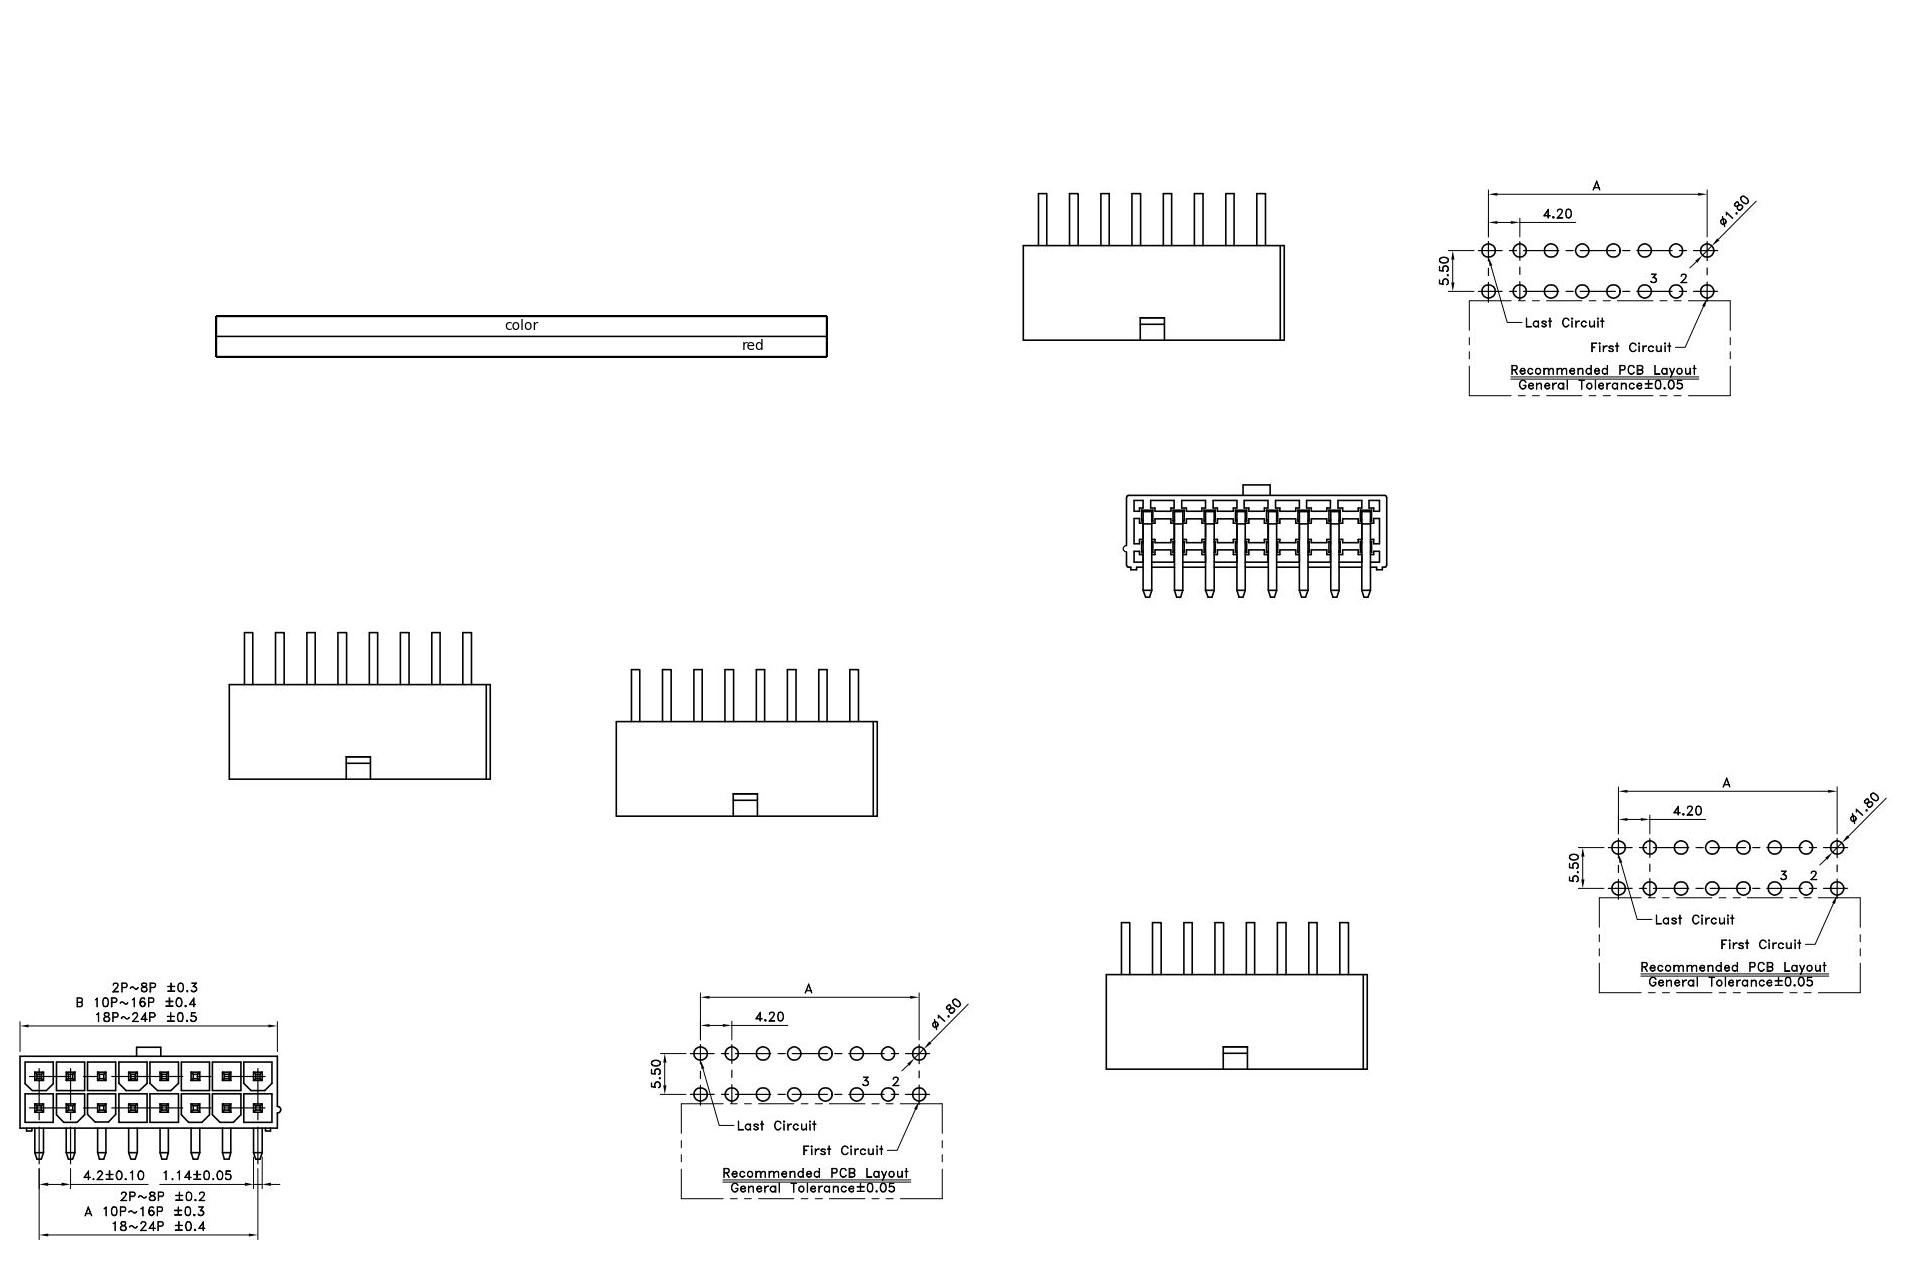 color
red
A
4.20
ø1.80
5.50
3 2
Last Circuit
First Circuit
Recommended PCB Layout
General Tolerance±0.05
A
4.20
ø1.80
5.50
3 2
Last Circuit
First Circuit
Recommended PCB Layout
General Tolerance±0.05
2P~8P ±0.3
B 10P~16P ±0.4
18P~24P ±0.5
4.2±0.10 1.14±0.05
2P~8P ±0.2
A 10P~16P ±0.3
18~24P ±0.4
A
4.20
ø1.80
5.50
3 2
Last Circuit
First Circuit
Recommended PCB Layout
General Tolerance±0.05